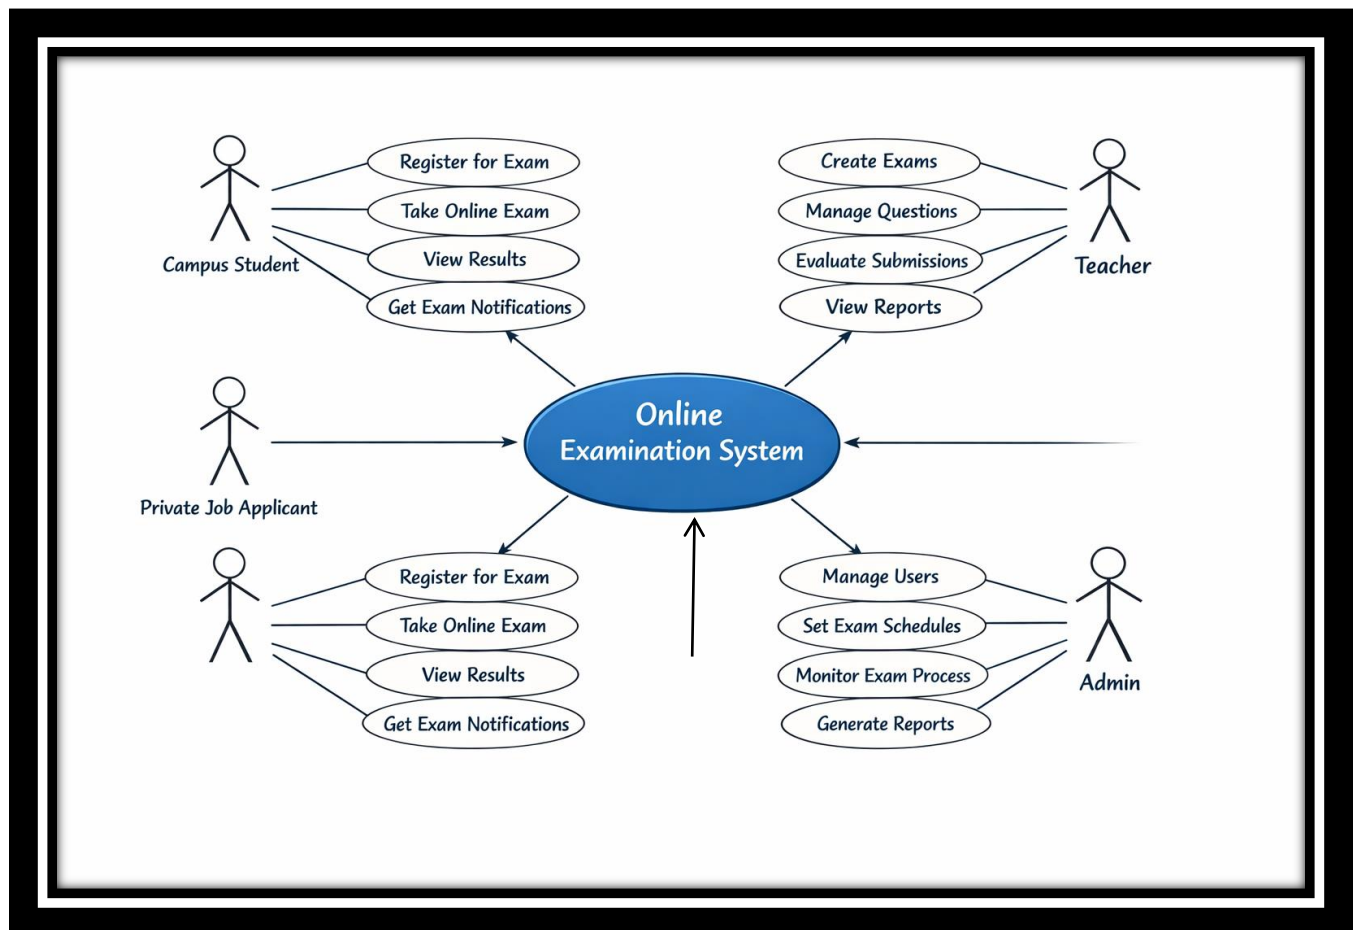 Register for Exam
Take Online Exam
View Results
Get Exam Notifications
Campus Student
Create Exams
Manage Questions
Evaluate Submissions
View Reports
Teacher
Online
Examination System
Private Job Applicant
Register for Exam
Take Online Exam
View Results
Get Exam Notifications
Manage Users
Set Exam Schedules
Monitor Exam Process
Generate Reports
Admin